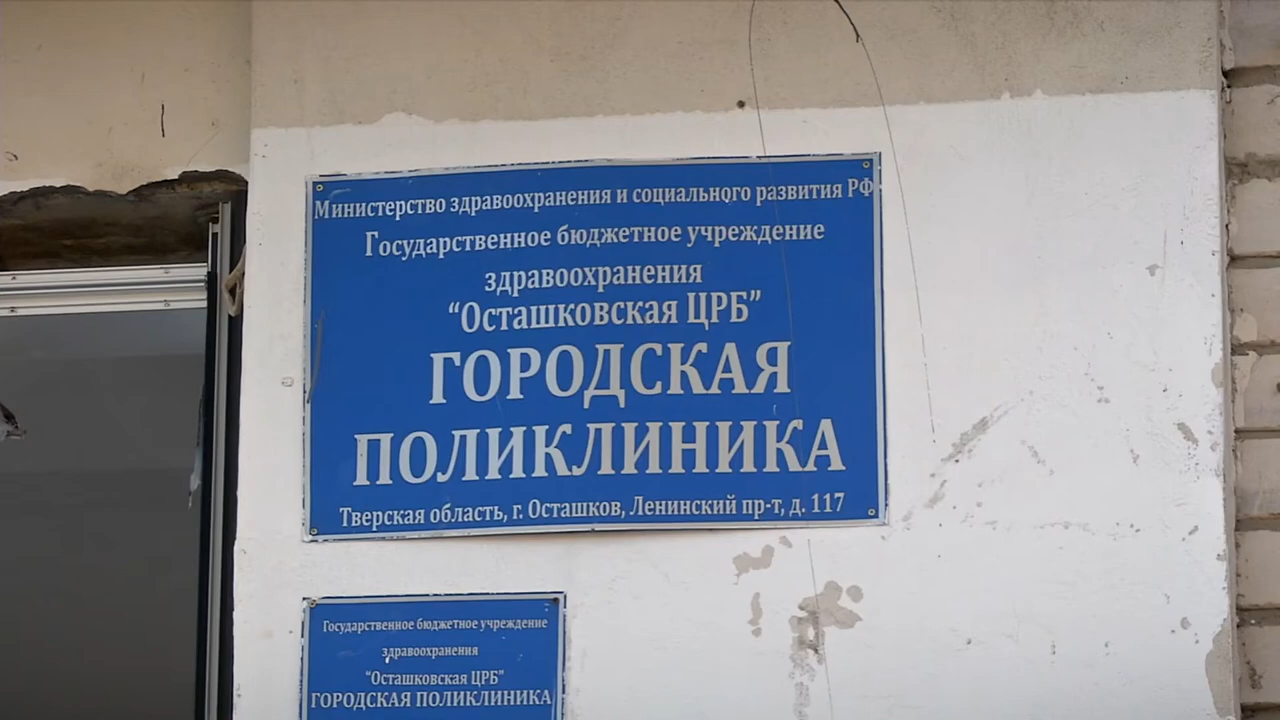 Министерство здравоохранения и социального развития РФ
Государственное бюджетное учреждение
здравоохранения
"Осташковская ЦРБ"
ГОРОДСКАЯ
ПОЛИКЛИНИКА
Тверская область, г. Осташков, Ленинский пр-т, д. 117
Государственное бюджетное учреждение
здравоохранения
"Осташковская ЦРБ"
ГОРОДСКАЯ ПОЛИКЛИНИКА